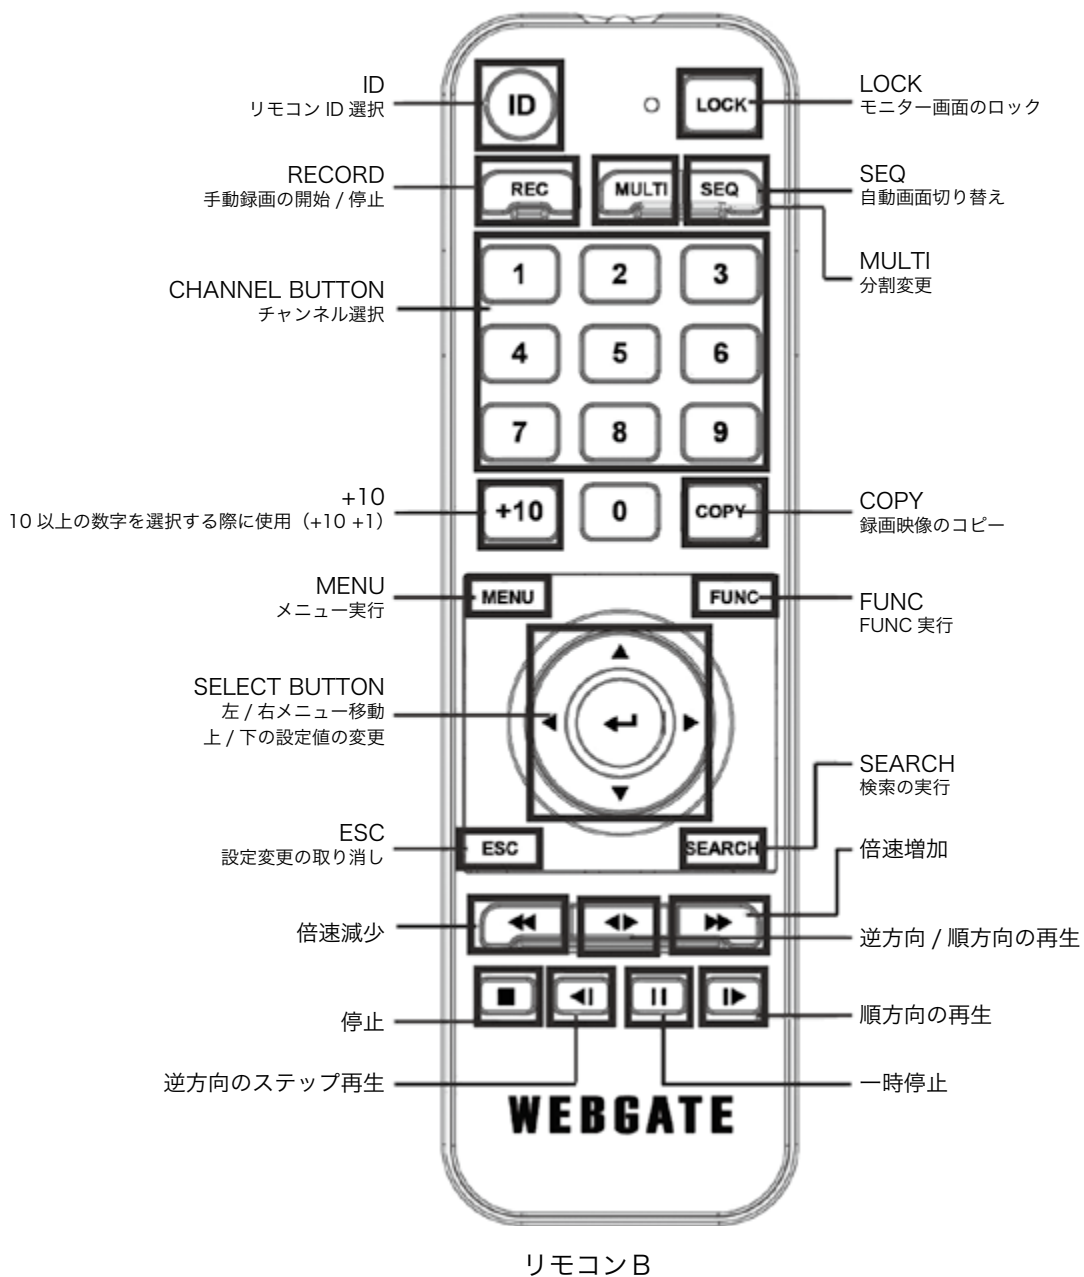 ID
リモコン ID 選択
RECORD
手動録画の開始 / 停止
CHANNEL BUTTON
チャンネル選択
+10
10 以上の数字を選択する際に使用（+10 +1）
MENU
メニュー実行
SELECT BUTTON
左 / 右メニュー移動
上 / 下の設定値の変更
ESC
設定変更の取り消し
倍速減少
停止
逆方向のステップ再生
ID
LOCK
REC
MULTI
SEQ
1
2
3
4
5
6
7
8
9
+10
0
COPY
MENU
FUNC
ESC
SEARCH
WEBGATE
LOCK
モニター画面のロック
SEQ
自動画面切り替え
MULTI
分割変更
COPY
録画映像のコピー
FUNC
FUNC 実行
SEARCH
検索の実行
倍速増加
逆方向 / 順方向の再生
順方向の再生
一時停止
リモコン B